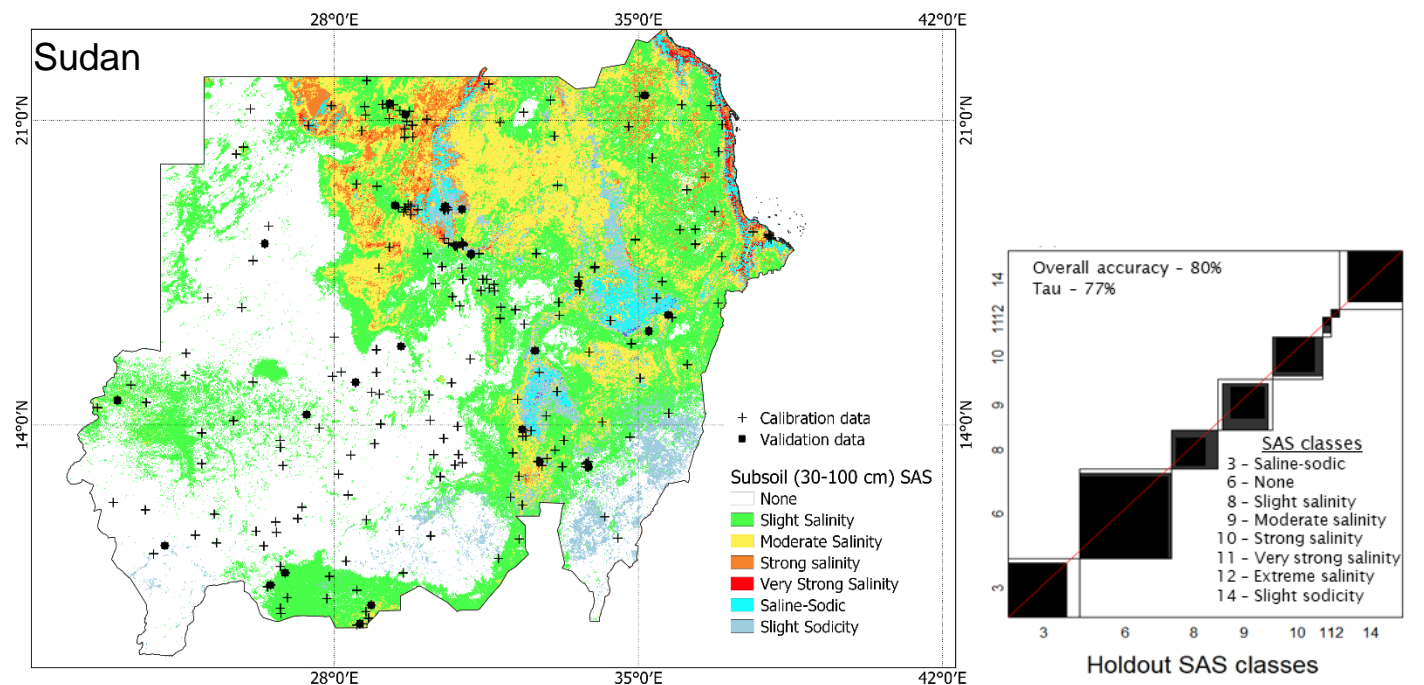 Sudan
28°0'E 35°0'E 42°0'E
21°0'N
14°0'N
21°0'N
14°0'N
Calibration data
Validation data
Subsoil (30-100 cm) SAS
None
Slight Salinity
Moderate Salinity
Strong salinity
Very Strong Salinity
Saline-Sodic
Slight Sodicity
28°0'E 35°0'E 42°0'E
Overall accuracy - 80%
Tau - 77%
14
1112
10
9
8
6
3
SAS classes
3 - Saline-sodic
6 - None
8 - Slight salinity
9 - Moderate salinity
10 - Strong salinity
11 - Very strong salinity
12 - Extreme salinity
14 - Slight sodicity
3 6 8 9 10 112 14
Holdout SAS classes